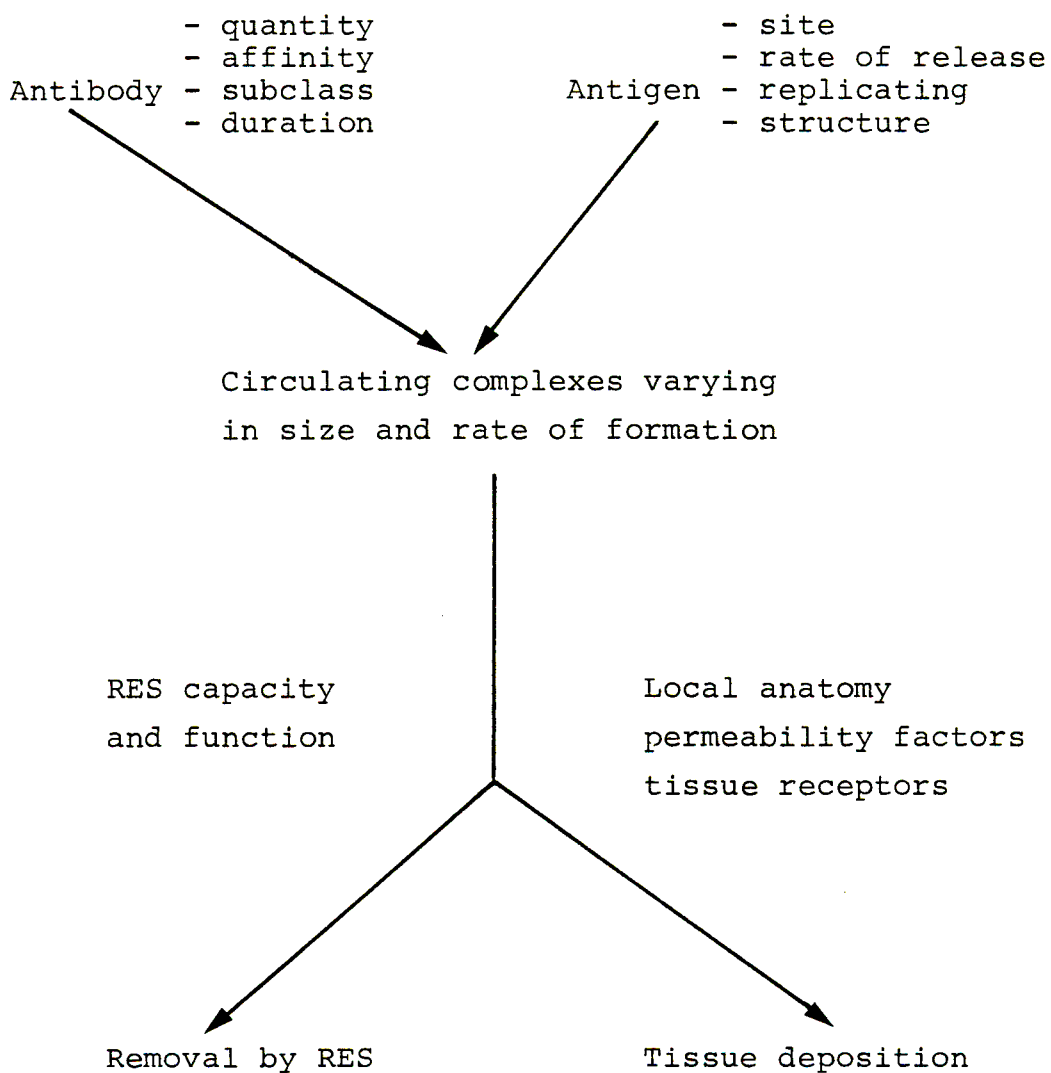 - quantity
- affinity
Antibody - subclass
- duration
- site
- rate of release
Antigen - replicating
- structure
Circulating complexes varying
in size and rate of formation
RES capacity
and function
Local anatomy
permeability factors
tissue receptors
Removal by RES
Tissue deposition